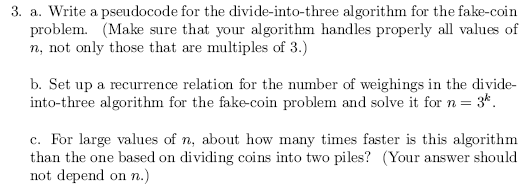 3. a. Write a pseudocode for the divide-into-three algorithm for the fake-coin
problem. (Make sure that your algorithm handles properly all values of
n, not only those that are multiples of 3.)
b. Set up a recurrence relation for the number of weighings in the divide-
into-three algorithm for the fake-coin problem and solve it for n = 3ᵏ.
c. For large values of n, about how many times faster is this algorithm
than the one based on dividing coins into two piles? (Your answer should
not depend on n.)